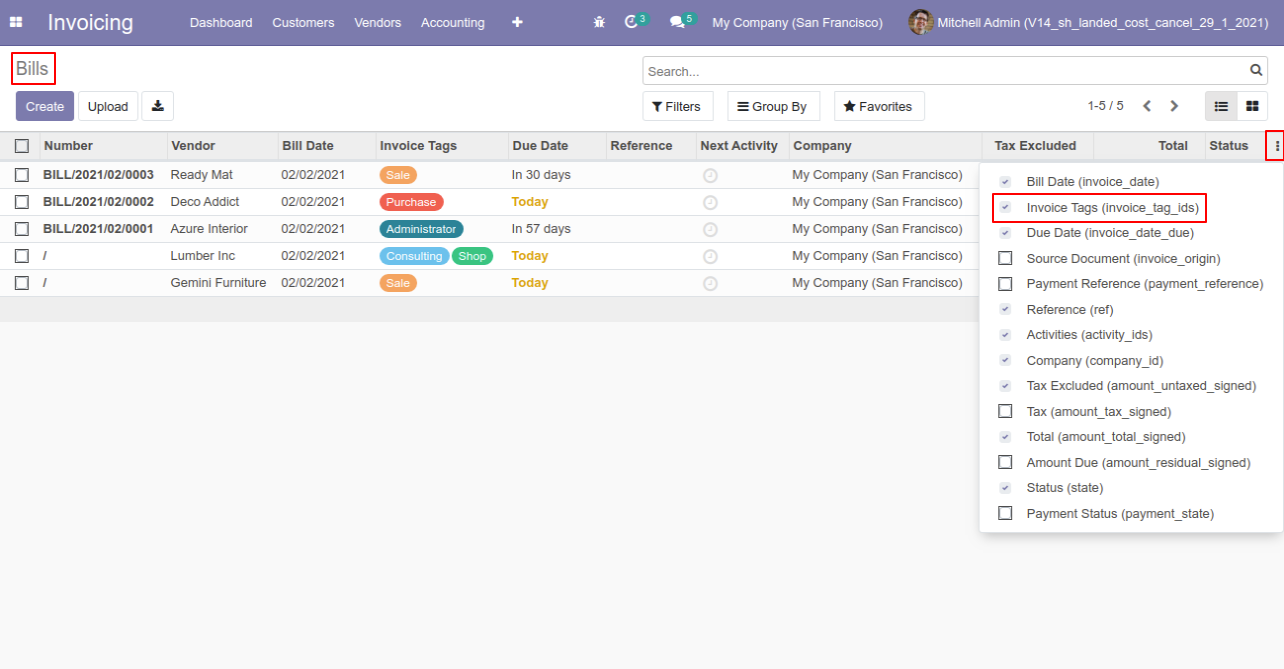 Invoicing Dashboard Customers Vendors Accounting + 3 5 My Company (San Francisco) Mitchell Admin (V14_sh_landed_cost_cancel_29_1_2021)
Bills
Search...
Create Upload Filters Group By Favorites 1-5 / 5
Number Vendor Bill Date Invoice Tags Due Date Reference Next Activity Company Tax Excluded Total Status
BILL/2021/02/0003 Ready Mat 02/02/2021 Sale In 30 days My Company (San Francisco)
BILL/2021/02/0002 Deco Addict 02/02/2021 Purchase Today My Company (San Francisco)
BILL/2021/02/0001 Azure Interior 02/02/2021 Administrator In 57 days My Company (San Francisco)
/ Lumber Inc 02/02/2021 Consulting Shop Today My Company (San Francisco)
/ Gemini Furniture 02/02/2021 Sale Today My Company (San Francisco)
Bill Date (invoice_date)
Invoice Tags (invoice_tag_ids)
Due Date (invoice_date_due)
Source Document (invoice_origin)
Payment Reference (payment_reference)
Reference (ref)
Activities (activity_ids)
Company (company_id)
Tax Excluded (amount_untaxed_signed)
Tax (amount_tax_signed)
Total (amount_total_signed)
Amount Due (amount_residual_signed)
Status (state)
Payment Status (payment_state)